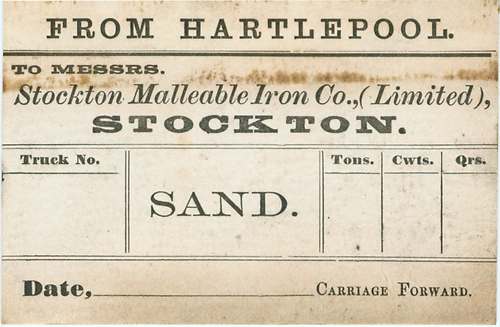 FROM HARTLEPOOL.
TO MESSRS.
Stockton Malleable Iron Co., (Limited),
STOCKTON.
Truck No. Tons. Cwts. Qrs.
SAND.
Date, CARRIAGE FORWARD.